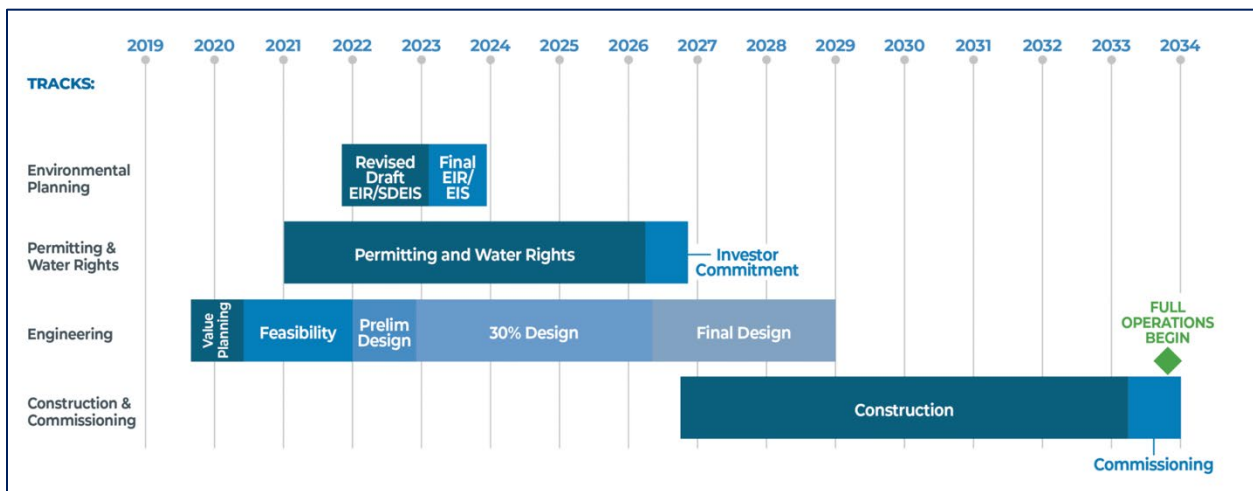 2019 2020 2021 2022 2023 2024 2025 2026 2027 2028 2029 2030 2031 2032 2033 2034
TRACKS:
Environmental
Planning
Revised
Draft
EIR/SDEIS
Final
EIR/
EIS
Permitting &
Water Rights
Permitting and Water Rights
Investor
Commitment
Engineering
Value
Planning
Feasibility
Prelim
Design
30% Design
Final Design
FULL
OPERATIONS
BEGIN
Construction &
Commissioning
Construction
Commissioning